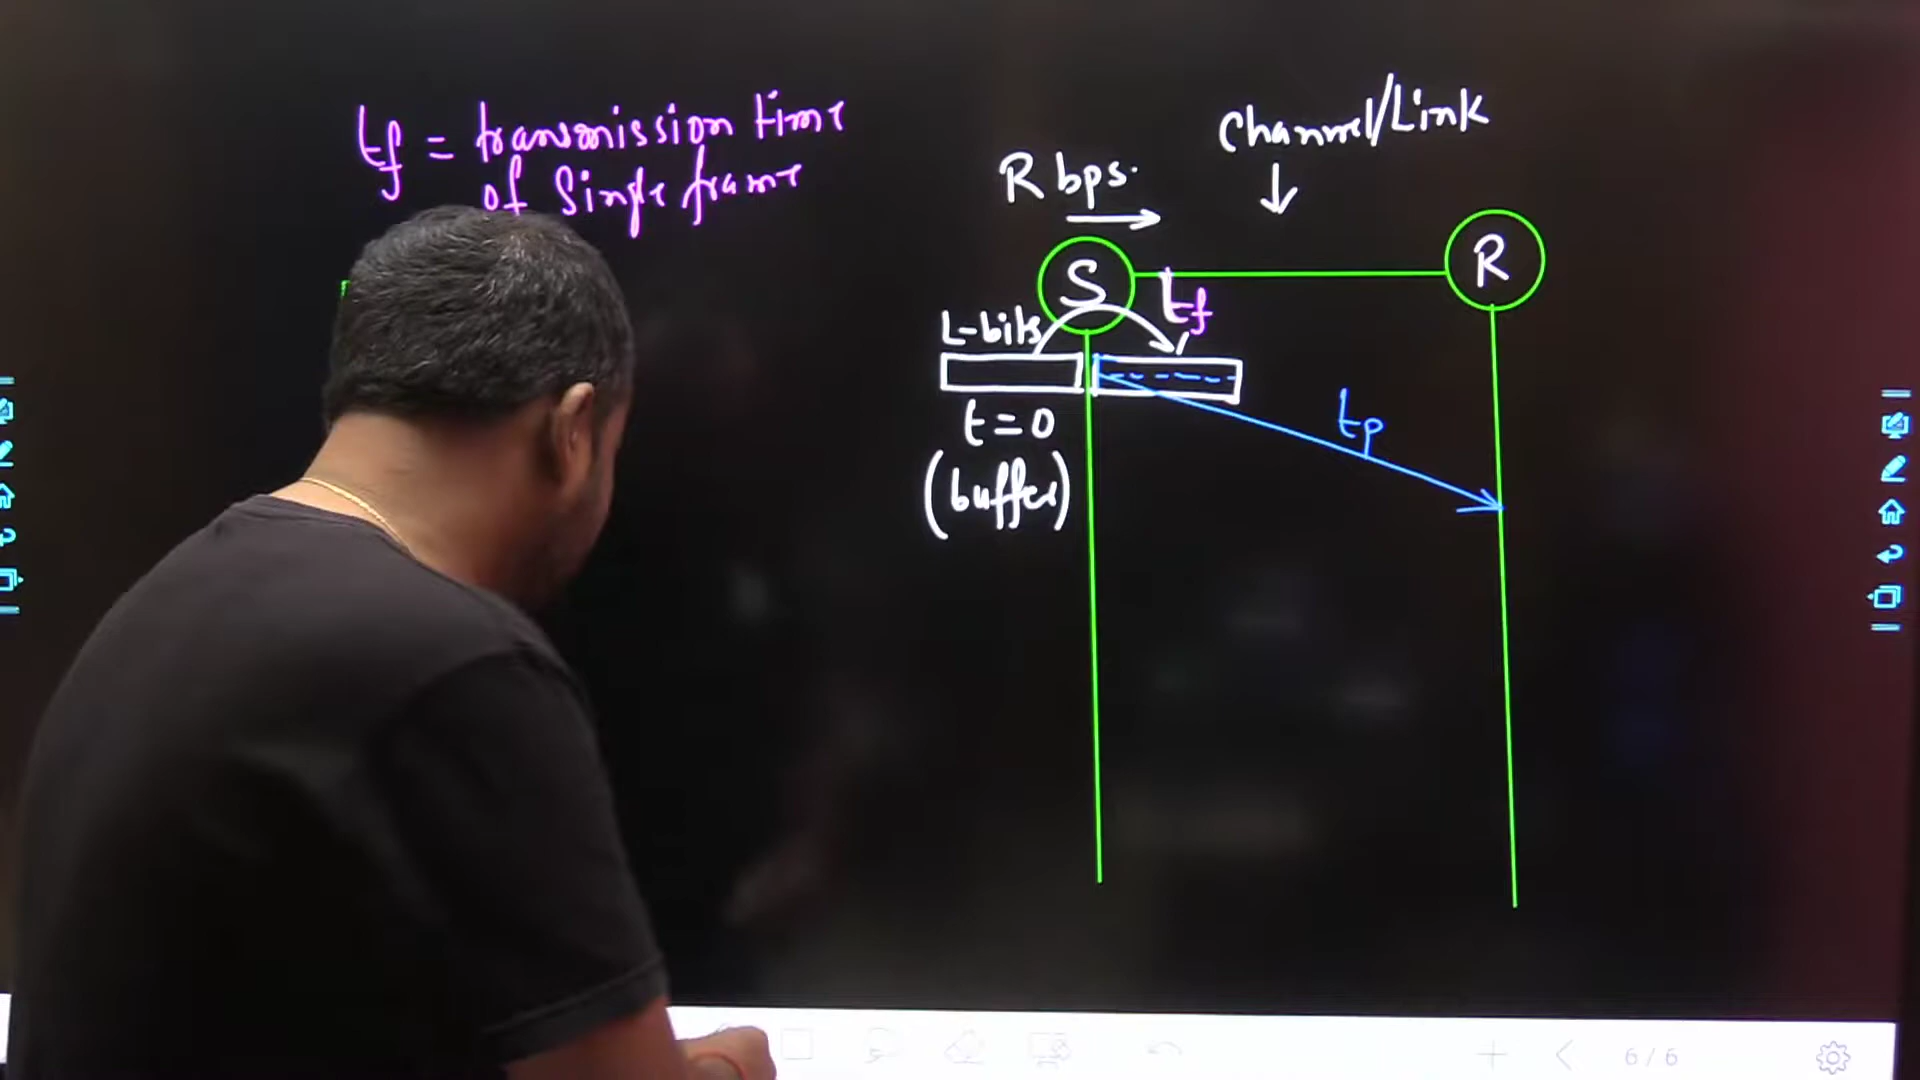 tf = transmission time
of single frame
Channel/Link
R bps.
S
R
tf
L-bits
t=0
(buffer)
tp
6/6